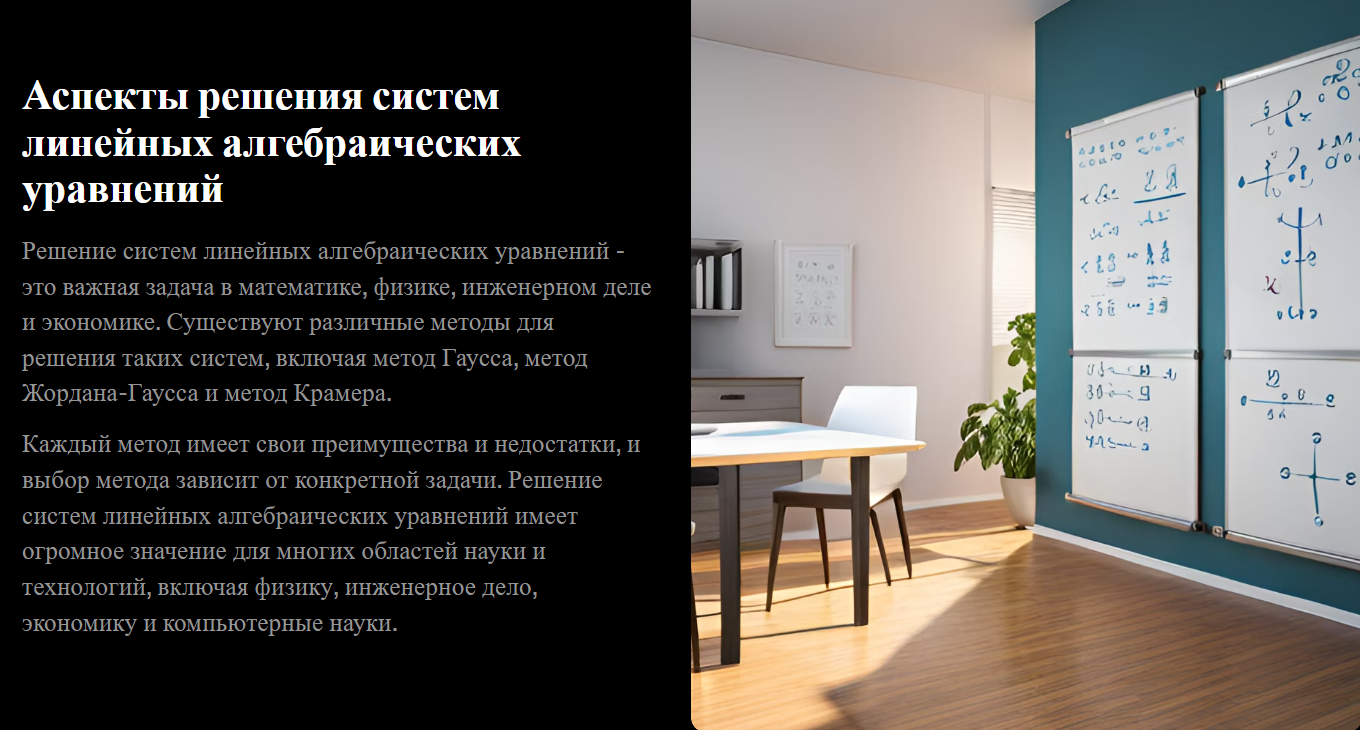 Аспекты решения систем
линейных алгебраических
уравнений
Решение систем линейных алгебраических уравнений -
это важная задача в математике, физике, инженерном деле
и экономике. Существуют различные методы для
решения таких систем, включая метод Гаусса, метод
Жордана-Гаусса и метод Крамера.
Каждый метод имеет свои преимущества и недостатки, и
выбор метода зависит от конкретной задачи. Решение
систем линейных алгебраических уравнений имеет
огромное значение для многих областей науки и
технологий, включая физику, инженерное дело,
экономику и компьютерные науки.